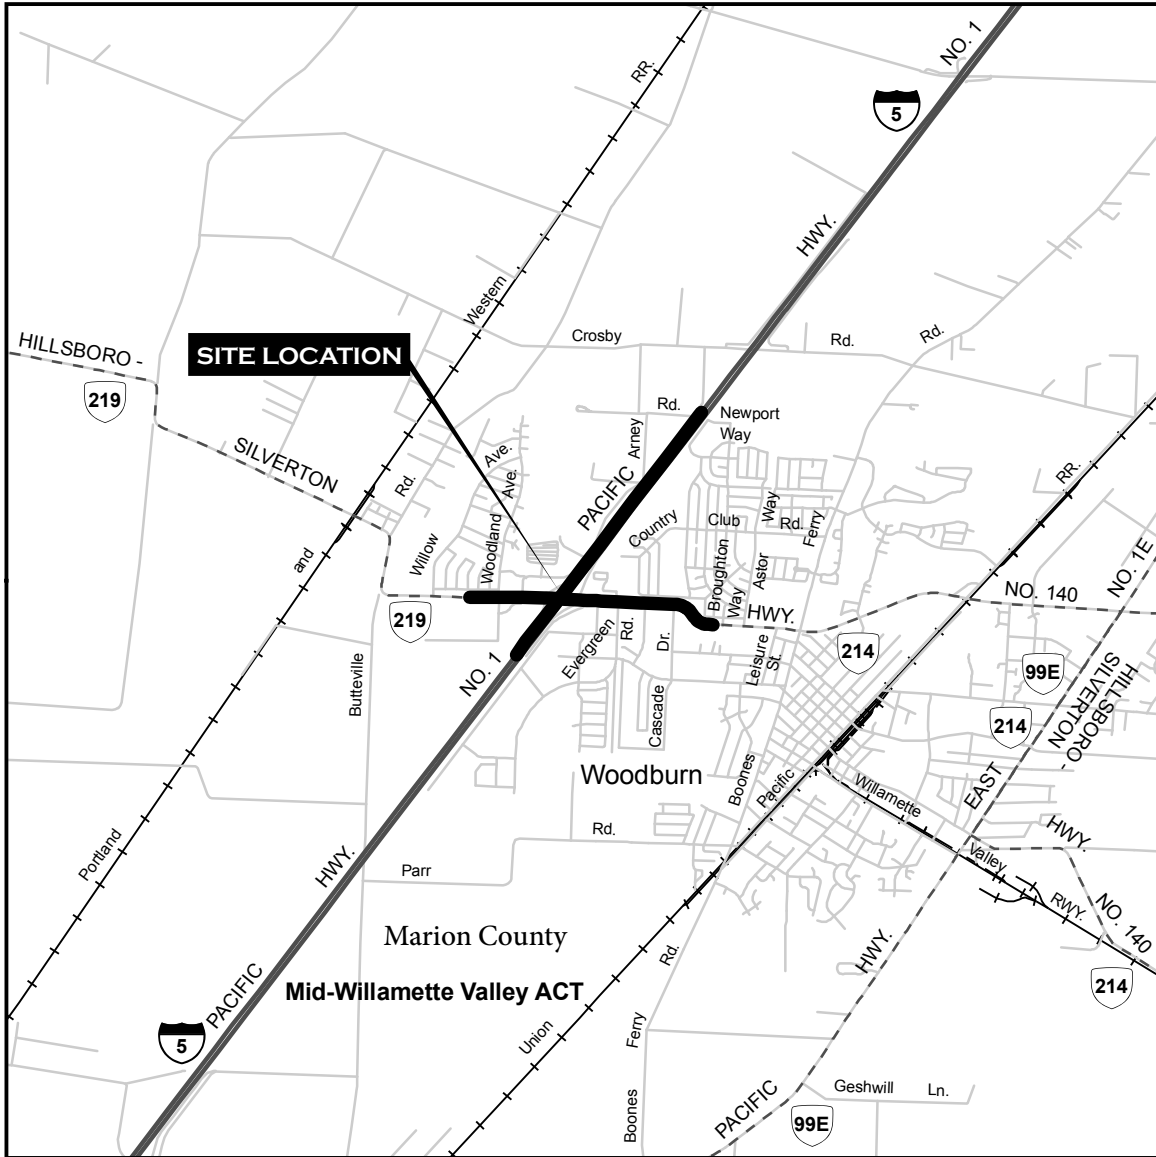 NO. 1
RR.
5
HWY.
Western
HILLSBORO -
SITE LOCATION
Crosby
Rd.
Rd.
219
Rd.
Newport
Way
Arney
SILVERTON
Ave.
Ave.
Rd.
PACIFIC
Country
Club
Way
Rd.
Ferry
RR.
and
Willow
Woodland
Broughton
Way
Astor
NO. 1E
219
HWY.
NO. 140
Evergreen
Rd.
Dr.
Leisure
St.
214
99E
NO. 1
Butteville
Cascade
214
HILLSBORO -
SILVERTON
Woodburn
Boones
Pacific
Willamette
EAST
Portland
HWY.
Rd.
Valley
HWY.
Parr
RWY.
NO. 140
Marion County
Rd.
HWY.
Mid-Willamette Valley ACT
214
PACIFIC
5
Union
Ferry
Boones
Geshwill
Ln.
PACIFIC
99E